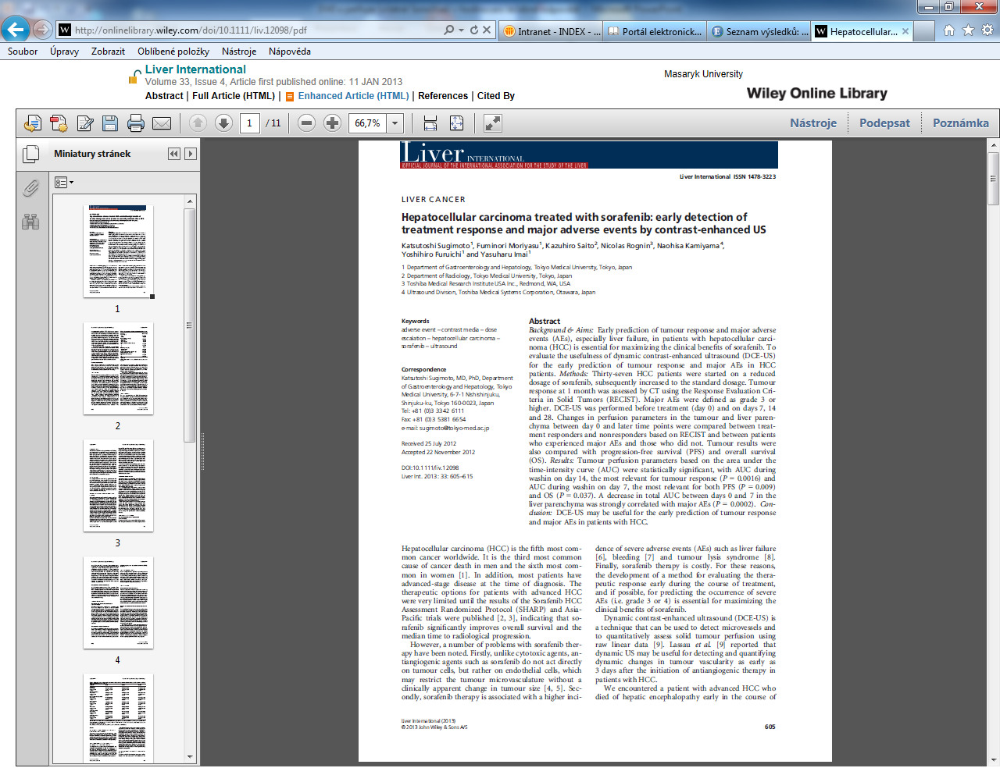 http://onlinelibrary.wiley.com/doi/10.1111/liv.12098/pdf
Intranet - INDEX - ...
Portál elektronick...
Seznam výsledků: ...
Hepatocellular...
Soubor Úpravy Zobrazit Oblíbené položky Nástroje Nápověda
Liver International
Volume 33, Issue 4, Article first published online: 11 JAN 2013
Abstract | Full Article (HTML) | Enhanced Article (HTML) | References | Cited By
Masaryk University
Wiley Online Library
1 / 11
66,7%
Nástroje Podepsat Poznámka
Miniatury stránek
1
2
3
4
Liver INTERNATIONAL
OFFICIAL JOURNAL OF THE INTERNATIONAL ASSOCIATION FOR THE STUDY OF THE LIVER
Liver International ISSN 1478-3223
LIVER CANCER
Hepatocellular carcinoma treated with sorafenib: early detection of
treatment response and major adverse events by contrast-enhanced US
Katsutoshi Sugimoto1, Fuminori Moriyasu1, Kazuhiro Saito2, Nicolas Rognin3, Naohisa Kamiyama4,
Yoshihiro Furuichi1 and Yasuharu Imai1
1 Department of Gastroenterology and Hepatology, Tokyo Medical University, Tokyo, Japan
2 Department of Radiology, Tokyo Medical University, Tokyo, Japan
3 Toshiba Medical Research Institute USA Inc., Redmond, WA, USA
4 Ultrasound Division, Toshiba Medical Systems Corporation, Otawara, Japan
Keywords
adverse event – contrast media – dose
escalation – hepatocellular carcinoma –
sorafenib – ultrasound
Correspondence
Katsutoshi Sugimoto, MD, PhD, Department
of Gastroenterology and Hepatology, Tokyo
Medical University, 6-7-1 Nishishinjuku,
Shinjuku-ku, Tokyo 160-0023, Japan
Tel: +81 (0)3 3342 6111
Fax: +81 (0)3 5381 6654
e-mail: sugimoto@tokyo-med.ac.jp
Received 25 July 2012
Accepted 22 November 2012
DOI:10.1111/liv.12098
Liver Int. 2013: 33: 605–615
Abstract
Background & Aims: Early prediction of tumour response and major adverse
events (AEs), especially liver failure, in patients with hepatocellular carci-
noma (HCC) is essential for maximizing the clinical benefits of sorafenib. To
evaluate the usefulness of dynamic contrast-enhanced ultrasound (DCE-US)
for the early prediction of tumour response and major AEs in HCC
patients. Methods: Thirty-seven HCC patients were started on a reduced
dosage of sorafenib, subsequently increased to the standard dosage. Tumour
response at 1 month was assessed by CT using the Response Evaluation Cri-
teria in Solid Tumors (RECIST). Major AEs were defined as grade 3 or
higher. DCE-US was performed before treatment (day 0) and on days 7, 14
and 28. Changes in perfusion parameters in the tumour and liver paren-
chyma between day 0 and later time points were compared between treat-
ment responders and nonresponders based on RECIST and between patients
who experienced major AEs and those who did not. Tumour results were
also compared with progression-free survival (PFS) and overall survival
(OS). Results: Tumour perfusion parameters based on the area under the
time-intensity curve (AUC) were statistically significant, with AUC during
washin on day 14, the most relevant for tumour response (P = 0.0016) and
AUC during washin on day 7, the most relevant for both PFS (P = 0.009)
and OS (P = 0.037). A decrease in total AUC between days 0 and 7 in the
liver parenchyma was strongly correlated with major AEs (P = 0.0002). Con-
clusion: DCE-US may be useful for the early prediction of tumour response
and major AEs in patients with HCC.
Hepatocellular carcinoma (HCC) is the fifth most com-
mon cancer worldwide. It is the third most common
cause of cancer death in men and the sixth most com-
mon in women [1]. In addition, most patients have
advanced-stage disease at the time of diagnosis. The
therapeutic options for patients with advanced HCC
were very limited until the results of the Sorafenib HCC
Assessment Randomized Protocol (SHARP) and Asia-
Pacific trials were published [2, 3], indicating that so-
rafenib significantly improves overall survival and the
median time to radiological progression.
However, a number of problems with sorafenib ther-
apy have been noted. Firstly, unlike cytotoxic agents, an-
tiangiogenic agents such as sorafenib do not act directly
on tumour cells, but rather on endothelial cells, which
may restrict the tumour microvasculature without a
clinically apparent change in tumour size [4, 5]. Sec-
ondly, sorafenib therapy is associated with a higher inci-
dence of severe adverse events (AEs) such as liver failure
[6], bleeding [7] and tumour lysis syndrome [8].
Finally, sorafenib therapy is costly. For these reasons,
the development of a method for evaluating the thera-
peutic response early during the course of treatment,
and if possible, for predicting the occurrence of severe
AEs (i.e. grade 3 or 4) is essential for maximizing the
clinical benefits of sorafenib.
Dynamic contrast-enhanced ultrasound (DCE-US) is
a technique that can be used to detect microvessels and
to quantitatively assess solid tumour perfusion using
raw linear data [9]. Lassau et al. [9] reported that
dynamic US may be useful for detecting and quantifying
dynamic changes in tumour vascularity as early as
3 days after the initiation of antiangiogenic therapy in
patients with HCC.
We encountered a patient with advanced HCC who
died of hepatic encephalopathy early in the course of
Liver International (2013)
© 2013 John Wiley & Sons A/S
605